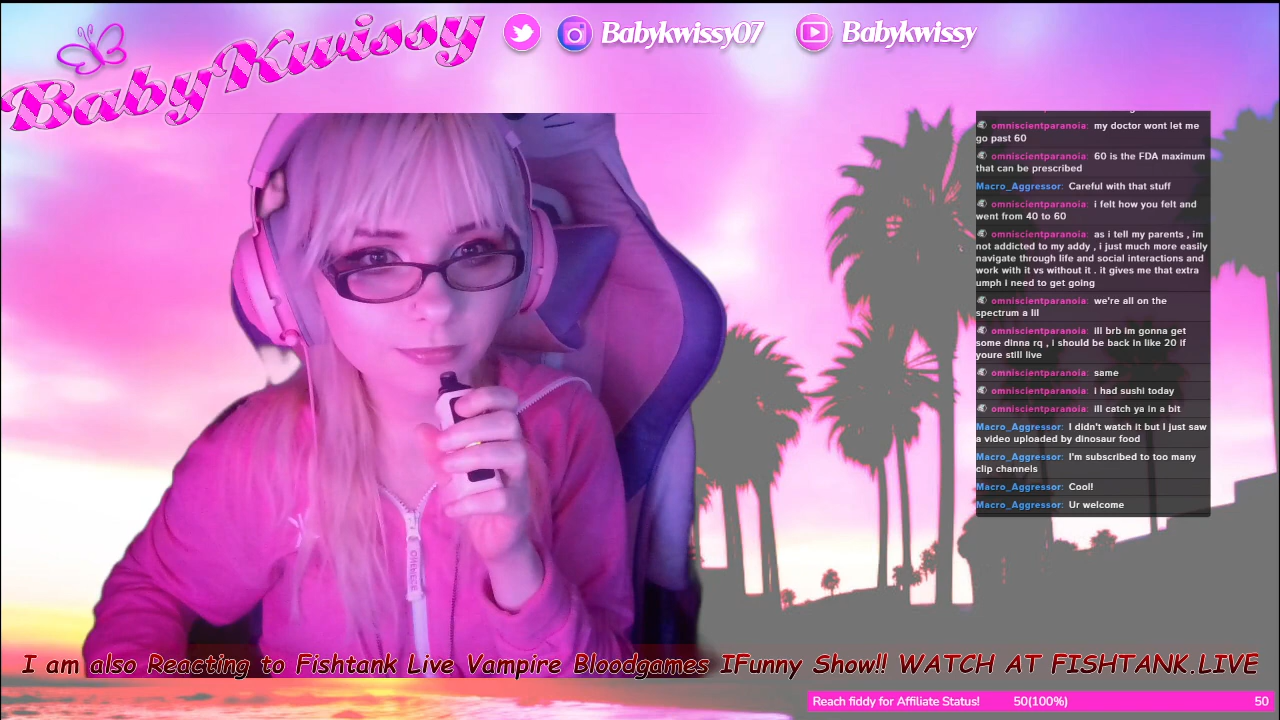 BabyKwissy
Babykwissy07
Babykwissy
omniscientparanoia: my doctor wont let me
go past 60
omniscientparanoia: 60 is the FDA maximum
that can be prescribed
Macro_Aggressor: Careful with that stuff
omniscientparanoia: i felt how you felt and
went from 40 to 60
omniscientparanoia: as i tell my parents , im
not addicted to my addy , i just much more easily
navigate through life and social interactions and
work with it vs without it . it gives me that extra
umph i need to get going
omniscientparanoia: we're all on the
spectrum a lil
omniscientparanoia: ill brb im gonna get
some dinna rq , i should be back in like 20 if
youre still live
omniscientparanoia: same
omniscientparanoia: i had sushi today
omniscientparanoia: ill catch ya in a bit
Macro_Aggressor: I didn't watch it but I just saw
a video uploaded by dinosaur food
Macro_Aggressor: I'm subscribed to too many
clip channels
Macro_Aggressor: Cool!
Macro_Aggressor: Ur welcome
I am also Reacting to Fishtank Live Vampire Bloodgames IFunny Show!! WATCH AT FISHTANK.LIVE
Reach fiddy for Affiliate Status! 50(100%) 50